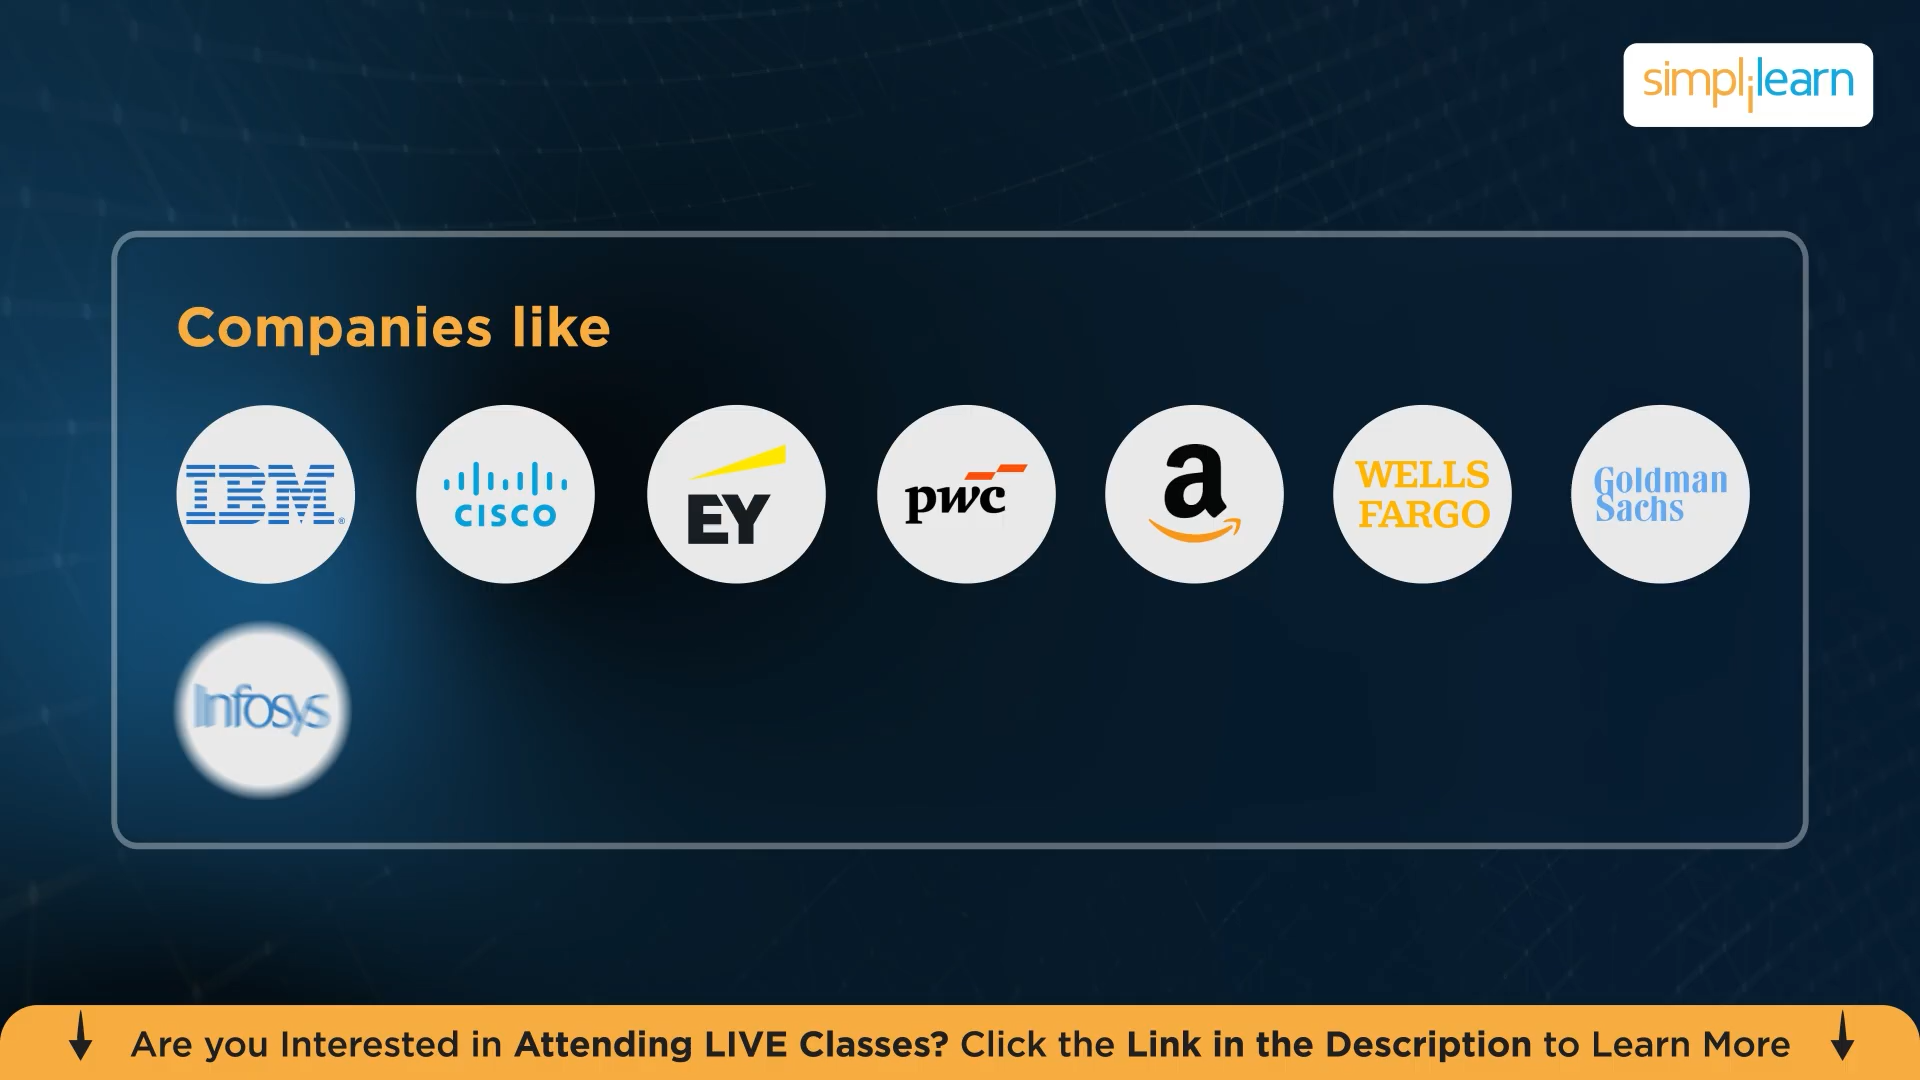 simplilearn
Companies like
IBM®
CISCO
EY
pwc
a
WELLS
FARGO
Goldman
Sachs
Infosys
Are you Interested in Attending LIVE Classes? Click the Link in the Description to Learn More